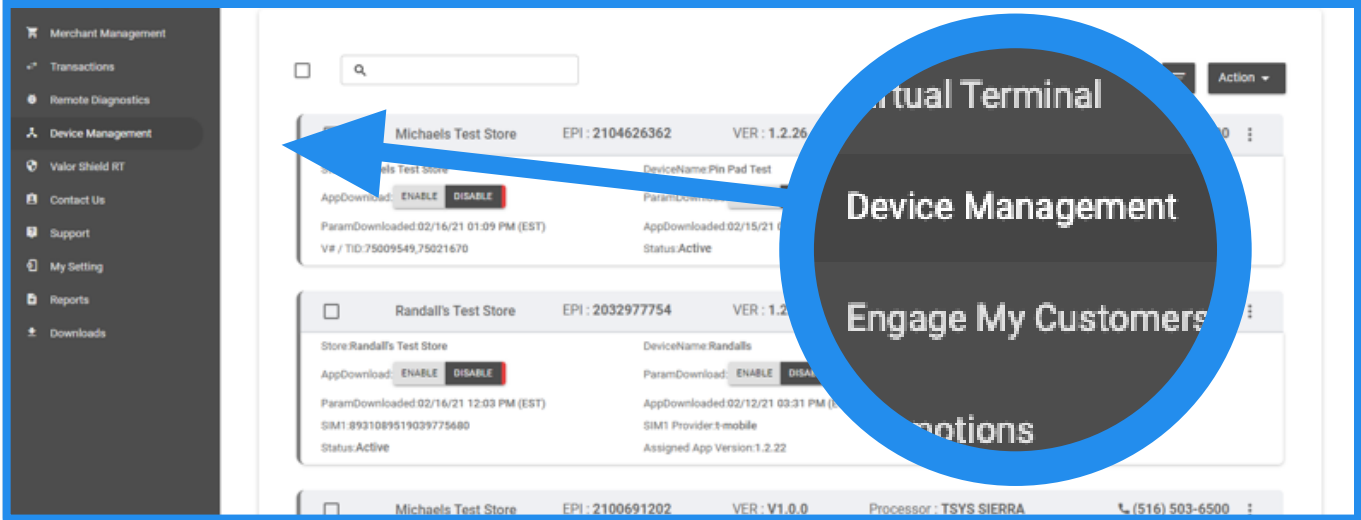 Merchant Management
Transactions
Remote Diagnostics
Device Management
Valor Shield RT
Contact Us
Support
My Setting
Reports
Downloads
Action
Michaels Test Store EPI : 2104626362 VER : 1.2.26
els Test Store DeviceName:Pin Pad Test
AppDownload: ENABLE DISABLE
ParamDownloaded:02/16/21 01:09 PM (EST) AppDownloaded:02/15/21
V# / TID:75009549,75021670 Status:Active
Randall's Test Store EPI : 2032977754 VER : 1.2
Store:Randall's Test Store DeviceName:Randalls
AppDownload: ENABLE DISABLE ParamDownload: ENABLE
ParamDownloaded:02/16/21 12:03 PM (EST) AppDownloaded:02/12/21 03:31 PM
SIM1:8931089519039775680 SIM1 Provider:t-mobile
Status:Active Assigned App Version:1.2.22
Michaels Test Store EPI : 2100691202 VER : V1.0.0 Processor : TSYS SIERRA (516) 503-6500
Terminal
Device Management
Engage My Customers